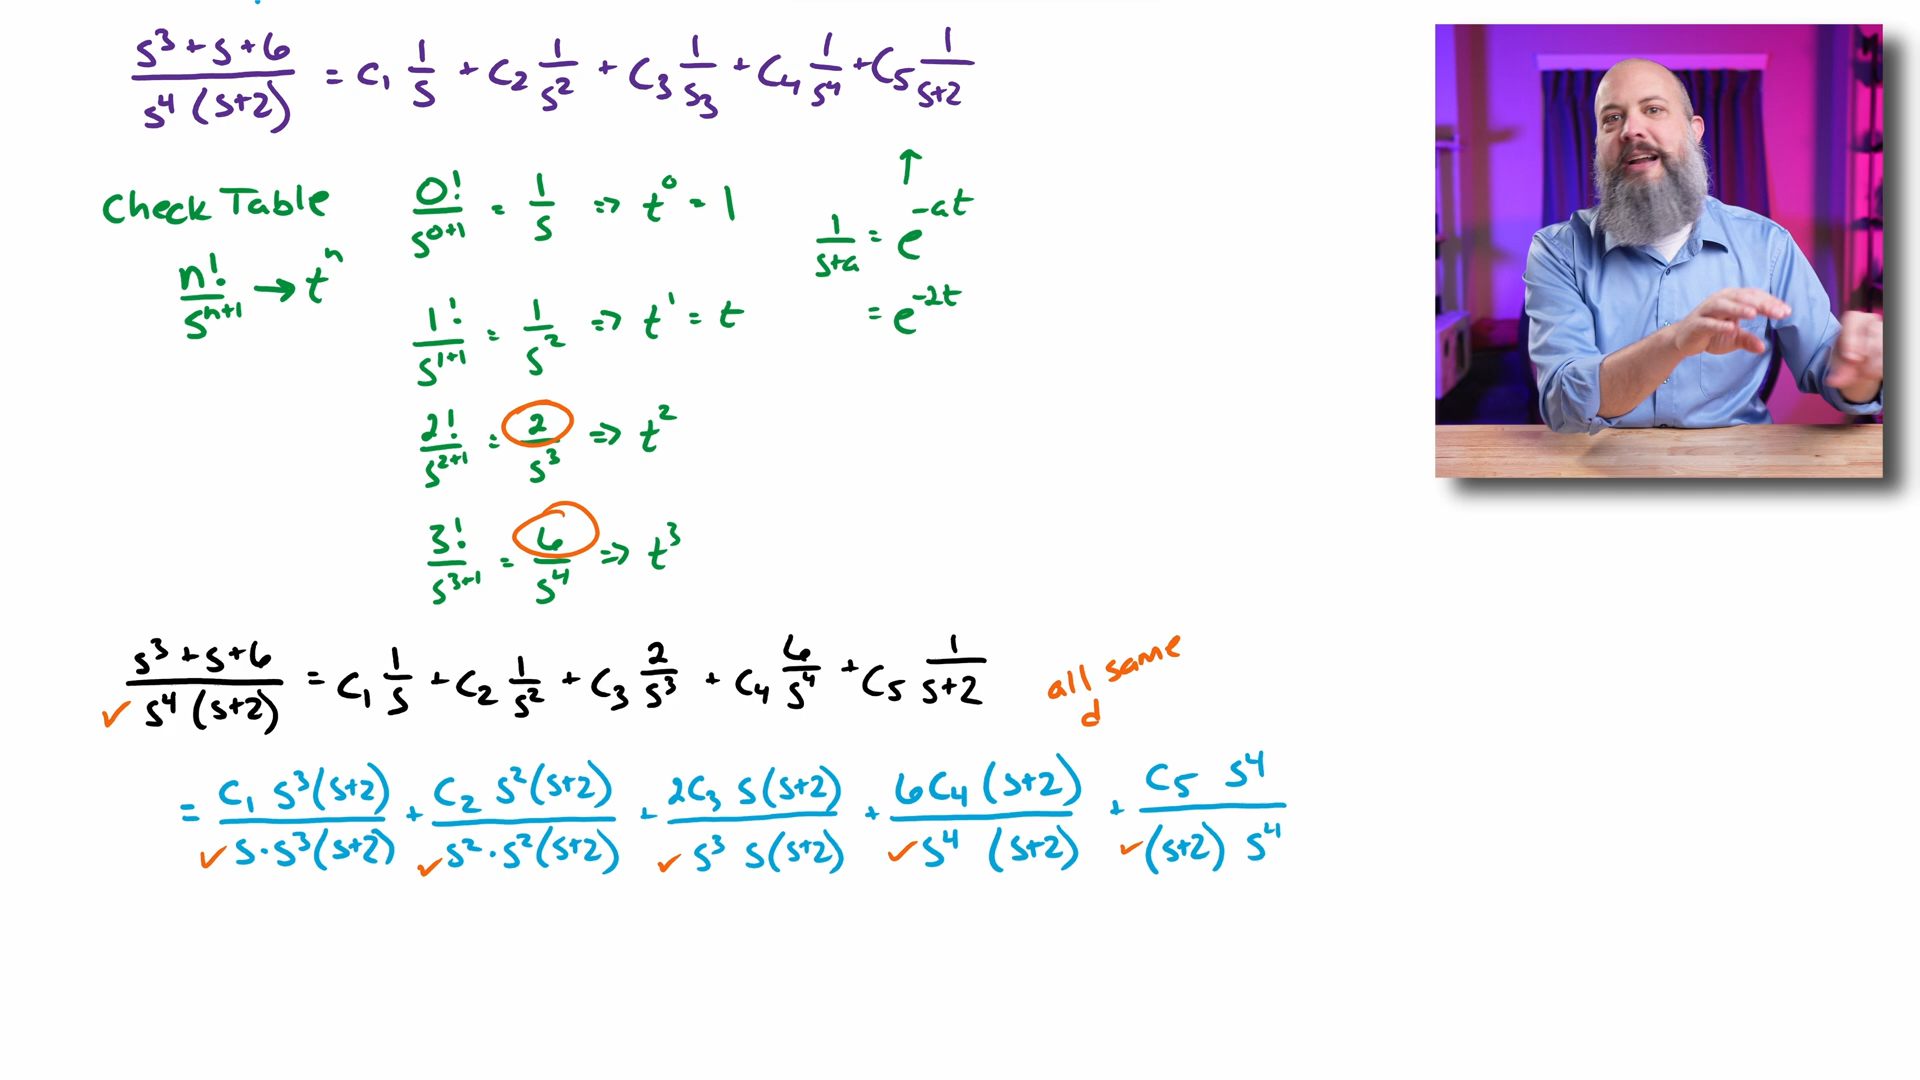 s³+s+6 / s⁴(s+2) = C₁ 1/s + C₂ 1/s² + C₃ 1/s3 + C₄ 1/s⁴ + C₅ 1/s+2
↑
Check Table
n!/sⁿ⁺¹ → tⁿ
0!/s⁰⁺¹ = 1/s ⇒ t⁰ = 1
1!/s¹⁺¹ = 1/s² ⇒ t¹ = t
2!/s²⁺¹ = 2/s³ ⇒ t²
3!/s³⁺¹ = 6/s⁴ ⇒ t³
1/s+a = e^-at
= e^-2t
s³+s+6 / s⁴(s+2) = C₁ 1/s + C₂ 1/s² + C₃ 2/s³ + C₄ 6/s⁴ + C₅ 1/s+2
all same
d
= C₁ s³(s+2) / s·s³(s+2) + C₂ s²(s+2) / s²·s²(s+2) + 2C₃ s(s+2) / s³ s(s+2) + 6C₄ (s+2) / s⁴ (s+2) + C₅ s⁴ / (s+2) s⁴